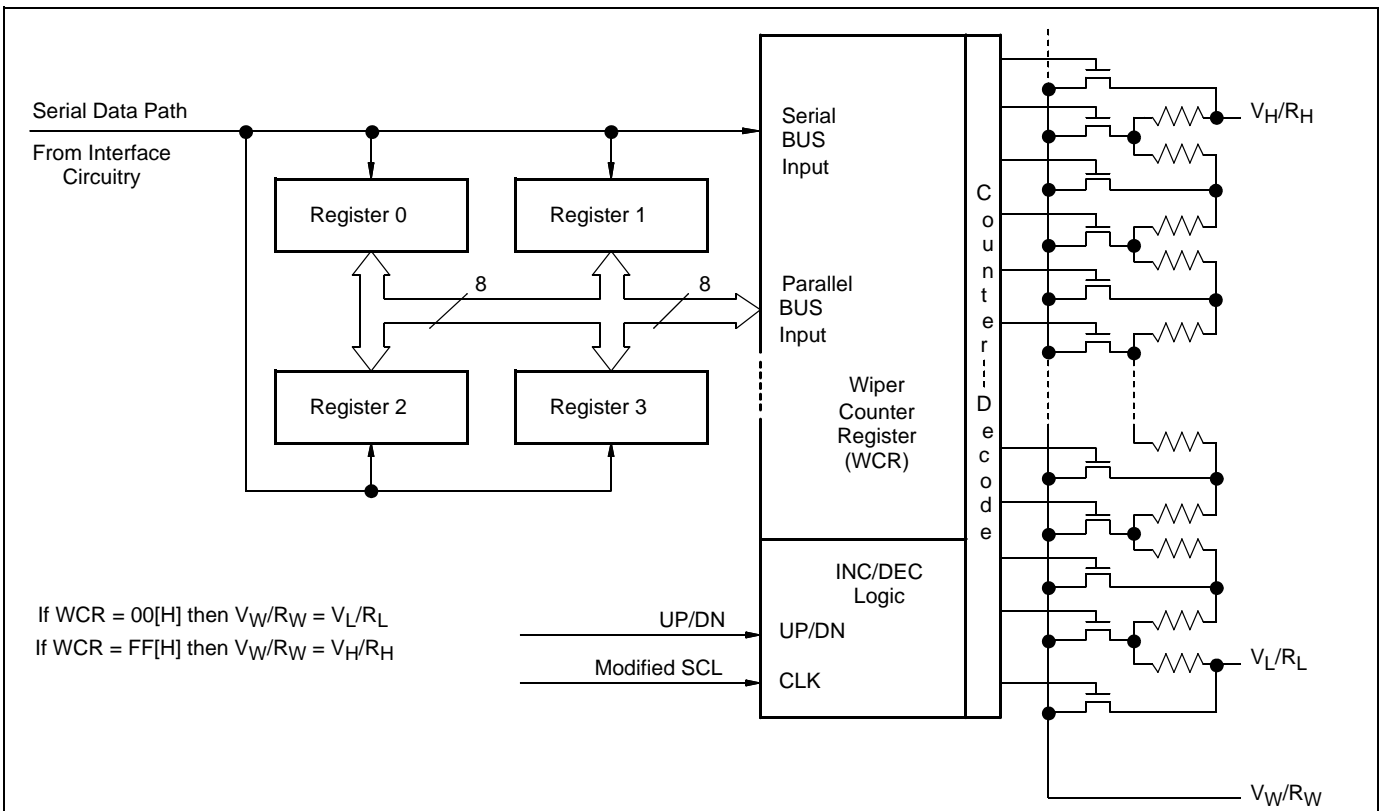 Serial Data Path
From Interface
Circuitry
Register 0
Register 1
8
8
Register 2
Register 3
Serial
BUS
Input
Parallel
BUS
Input
Wiper
Counter
Register
(WCR)
INC/DEC
Logic
UP/DN
UP/DN
Modified SCL
CLK
If WCR = 00[H] then VW/RW = VL/RL
If WCR = FF[H] then VW/RW = VH/RH
Counter
Decode
VH/RH
VL/RL
VW/RW